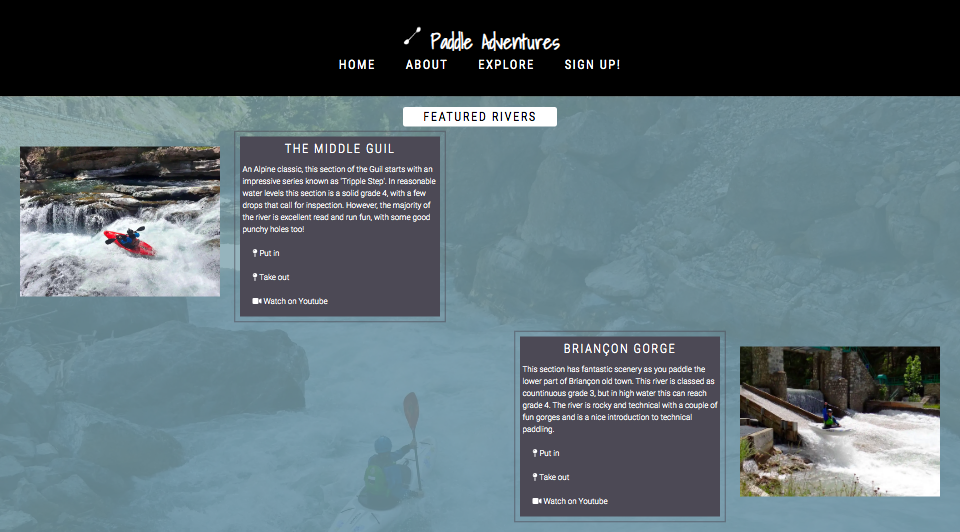 Paddle Adventures
HOME ABOUT EXPLORE SIGN UP!
FEATURED RIVERS
THE MIDDLE GUIL
An Alpine classic, this section of the Guil starts with an
impressive series known as 'Tripple Step'. In reasonable
water levels this section is a solid grade 4, with a few
drops that call for inspection. However, the majority of
the river is excellent read and run fun, with some good
punchy holes too!
Put in
Take out
Watch on Youtube
BRIANÇON GORGE
This section has fantastic scenery as you paddle the
lower part of Briançon old town. This river is classed as
countinuous grade 3, but in high water this can reach
grade 4. The river is rocky and technical with a couple of
fun gorges and is a nice introduction to technical
paddling.
Put in
Take out
Watch on Youtube